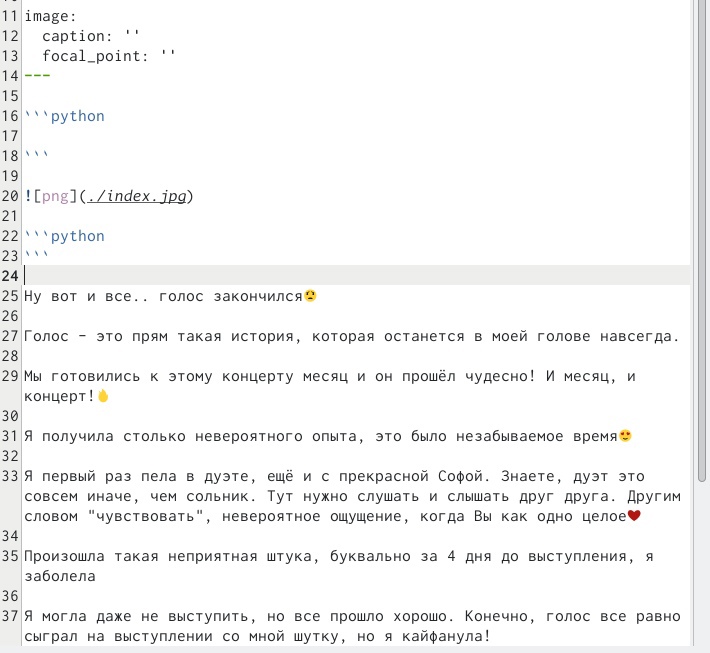 11 image:
12   caption: ''
13   focal_point: ''
14 ---
15
16 ```python
17
18 ```
19
20 ![png](./index.jpg)
21
22 ```python
23 ```
24
25 Ну вот и все.. голос закончился😟
26
27 Голос – это прям такая история, которая останется в моей голове навсегда.
28
29 Мы готовились к этому концерту месяц и он прошёл чудесно! И месяц, и
концерт!🔥
30
31 Я получила столько невероятного опыта, это было незабываемое время😍
32
33 Я первый раз пела в дуэте, ещё и с прекрасной Софой. Знаете, дуэт это
совсем иначе, чем сольник. Тут нужно слушать и слышать друг друга. Другим
словом "чувствовать", невероятное ощущение, когда Вы как одно целое❤
34
35 Произошла такая неприятная штука, буквально за 4 дня до выступления, я
заболела
36
37 Я могла даже не выступить, но все прошло хорошо. Конечно, голос все равно
сыграл на выступлении со мной шутку, но я кайфанула!